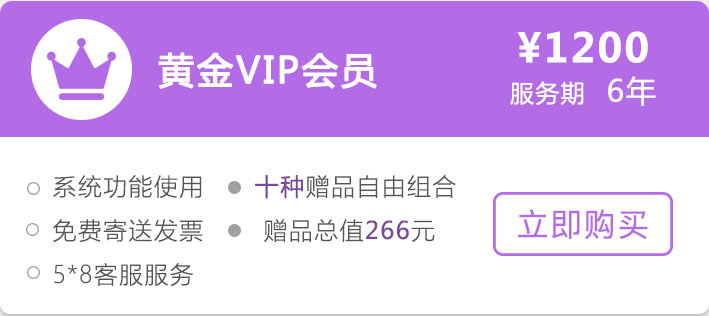 黄金VIP会员
¥1200
服务期 6年
系统功能使用
十种赠品自由组合
免费寄送发票
赠品总值266元
5*8客服服务
立即购买